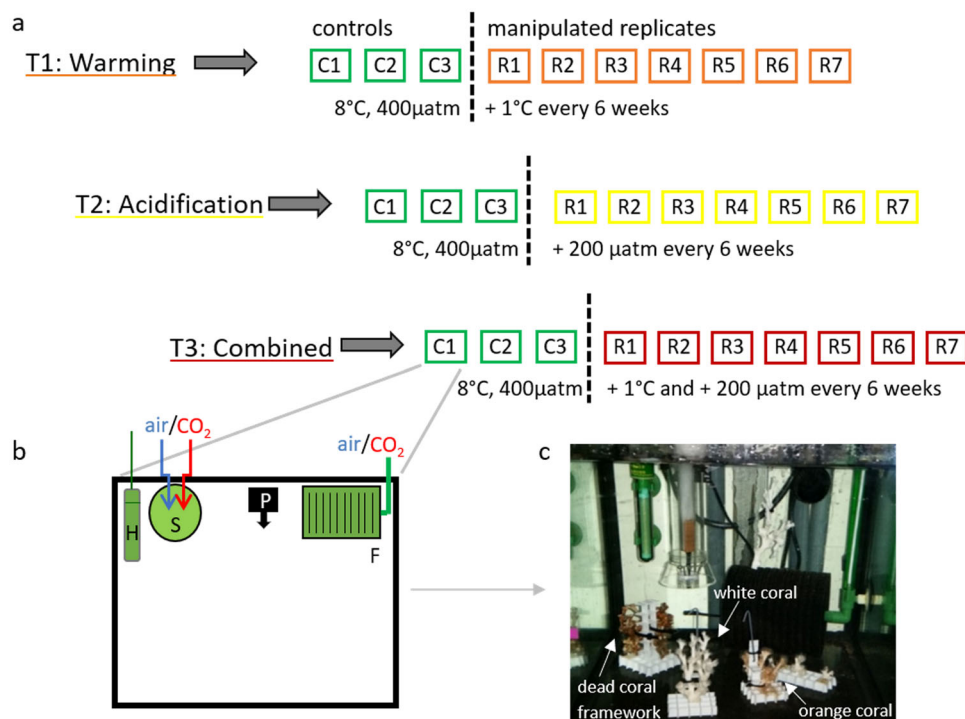 a
controls
manipulated replicates
T1: Warming
C1 C2 C3 R1 R2 R3 R4 R5 R6 R7
8°C, 400µatm
+ 1°C every 6 weeks
T2: Acidification
C1 C2 C3 R1 R2 R3 R4 R5 R6 R7
8°C, 400µatm
+ 200 µatm every 6 weeks
T3: Combined
C1 C2 C3 R1 R2 R3 R4 R5 R6 R7
8°C, 400µatm
+ 1°C and + 200 µatm every 6 weeks
b
air/CO₂
air/CO₂
H
S
P
F
c
white coral
dead coral
framework
orange coral